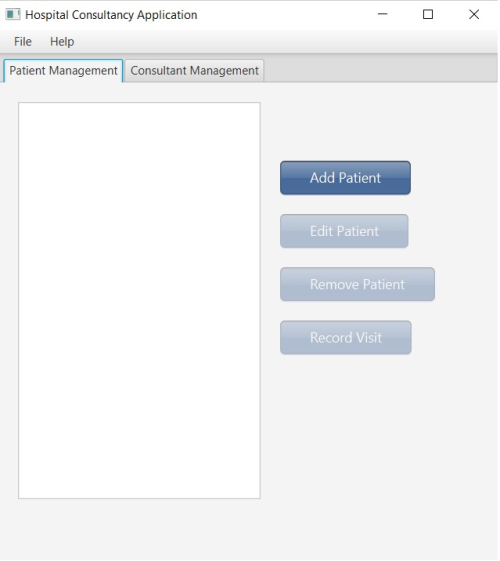 Hospital Consultancy Application
File Help
Patient Management Consultant Management
Add Patient
Edit Patient
Remove Patient
Record Visit